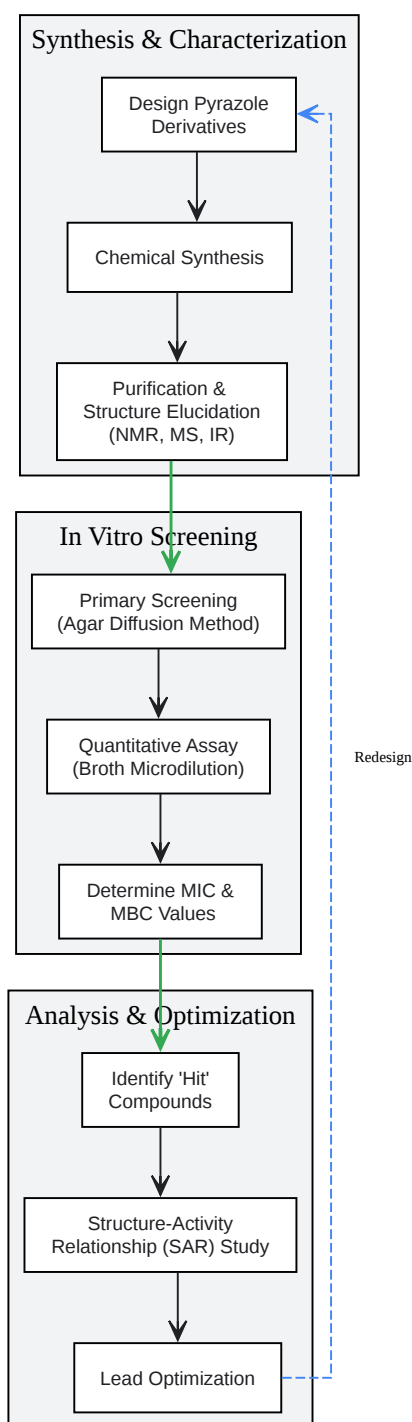 Synthesis & Characterization
Design Pyrazole
Derivatives
Chemical Synthesis
Purification &
Structure Elucidation
(NMR, MS, IR)
In Vitro Screening
Primary Screening
(Agar Diffusion Method)
Quantitative Assay
(Broth Microdilution)
Redesign
Determine MIC &
MBC Values
Analysis & Optimization
Identify 'Hit'
Compounds
Structure-Activity
Relationship (SAR) Study
Lead Optimization